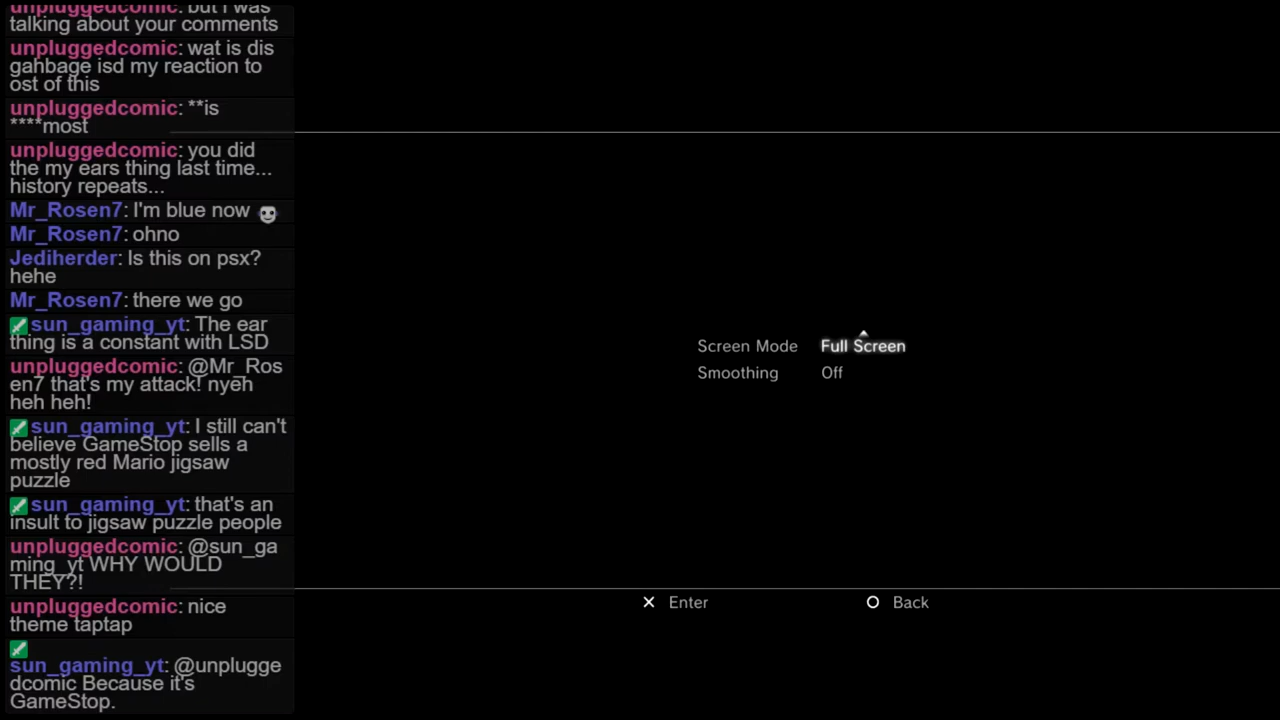 unpluggedcomic: but i was
talking about your comments
unpluggedcomic: wat is dis
gahbage isd my reaction to
ost of this
unpluggedcomic: **is
****most
unpluggedcomic: you did
the my ears thing last time...
history repeats...
Mr_Rosen7: I'm blue now
Mr_Rosen7: ohno
Jediherder: Is this on psx?
hehe
Mr_Rosen7: there we go
sun_gaming_yt: The ear
thing is a constant with LSD
unpluggedcomic: @Mr_Ros
en7 that's my attack! nyeh
heh heh!
sun_gaming_yt: I still can't
believe GameStop sells a
mostly red Mario jigsaw
puzzle
sun_gaming_yt: that's an
insult to jigsaw puzzle people
unpluggedcomic: @sun_ga
ming_yt WHY WOULD
THEY?!
unpluggedcomic: nice
theme taptap
sun_gaming_yt: @unplugge
dcomic Because it's
GameStop.
Screen Mode Full Screen
Smoothing Off
Enter Back